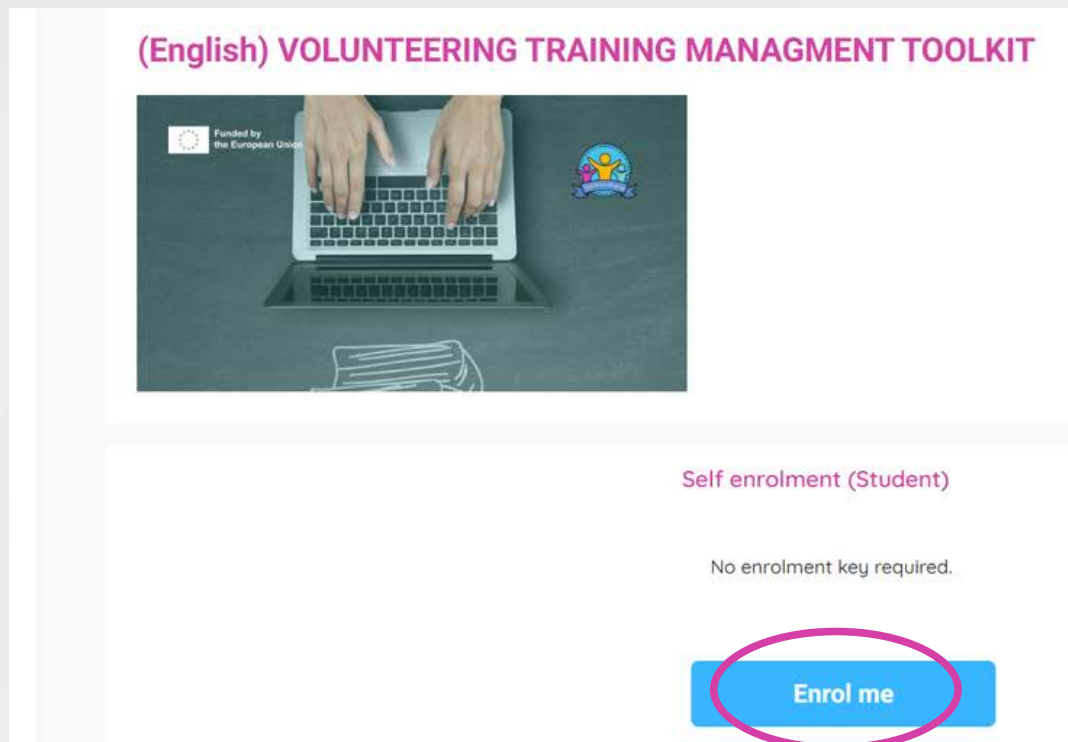 (English) VOLUNTEERING TRAINING MANAGMENT TOOLKIT
Funded by
the European Union
Self enrolment (Student)
No enrolment key required.
Enrol me